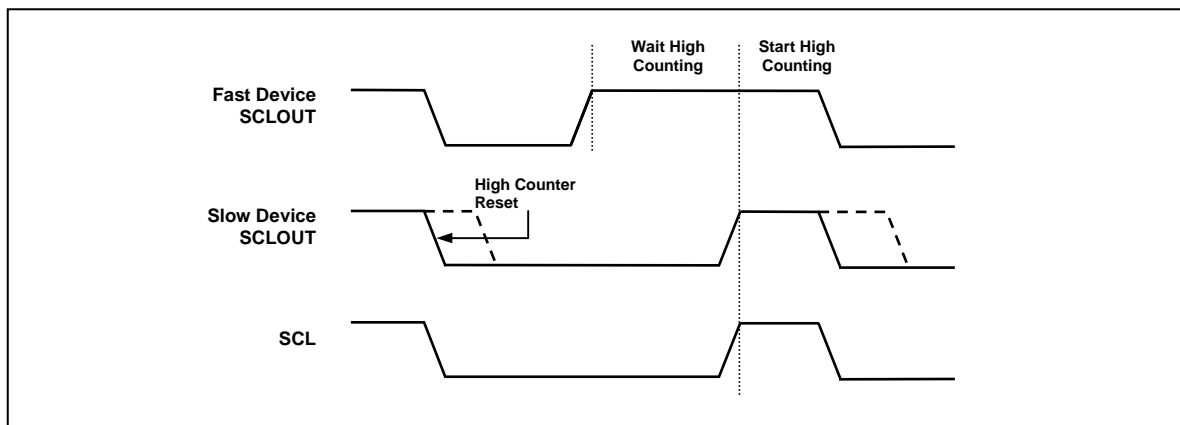 Wait High
Counting
Start High
Counting
Fast Device
SCLOUT
High Counter
Reset
Slow Device
SCLOUT
SCL